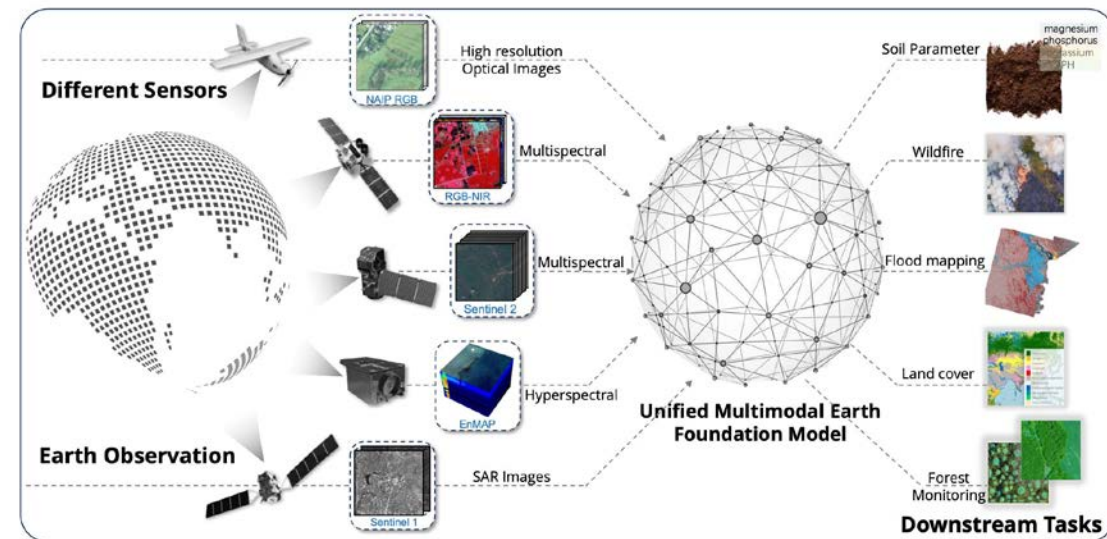 Different Sensors
NAIP RGB
High resolution
Optical Images
RGB-NIR
Multispectral
Sentinel 2
Multispectral
EnMAP
Hyperspectral
Earth Observation
Sentinel 1
SAR Images
Unified Multimodal Earth
Foundation Model
Soil Parameter
magnesium
phosphorus
PH
Wildfire
Flood mapping
Land cover
Forest
Monitoring
Downstream Tasks